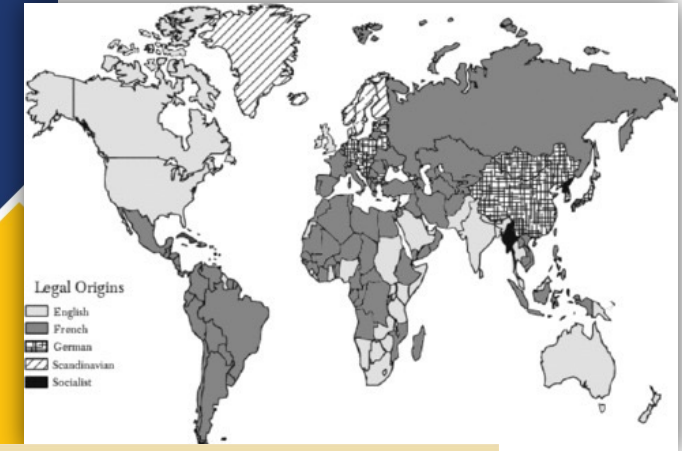 Legal Origins
English
French
German
Scandinavian
Socialist